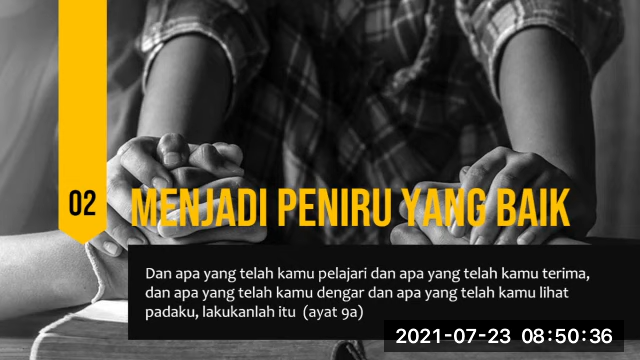 02
MENJADI PENIRU YANG BAIK
Dan apa yang telah kamu pelajari dan apa yang telah kamu terima,
dan apa yang telah kamu dengar dan apa yang telah kamu lihat
padaku, lakukanlah itu (ayat 9a)
2021-07-23 08:50:36